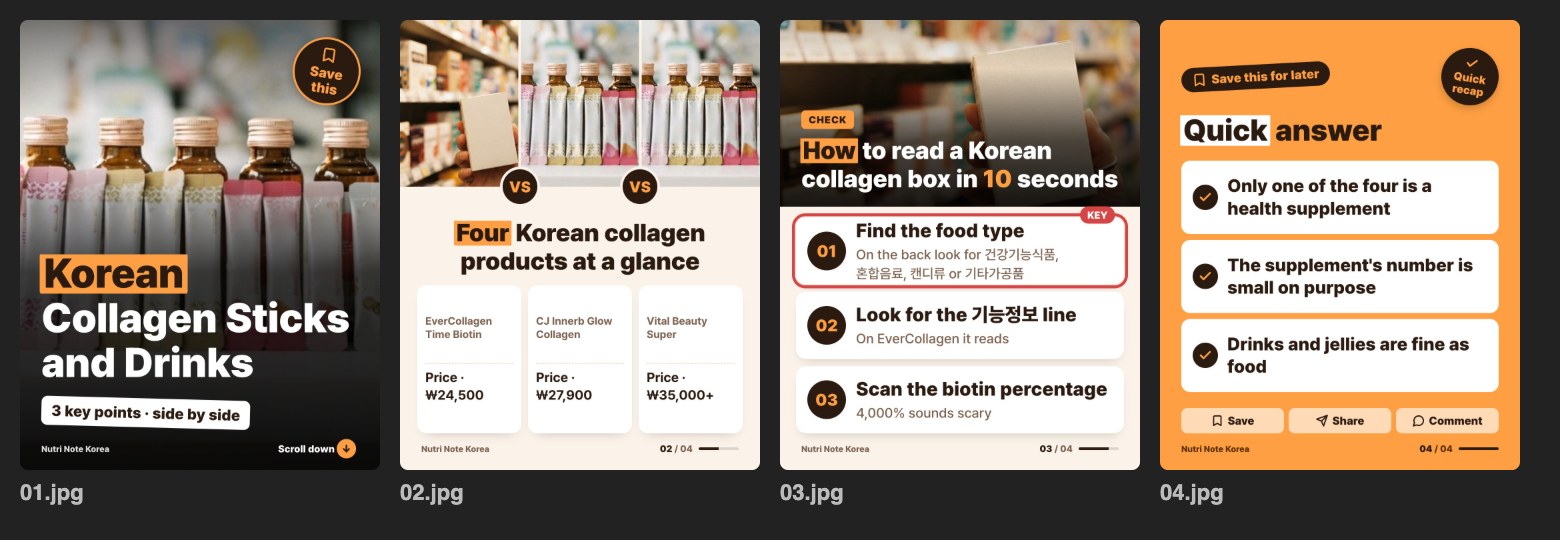 Save
this
Korean
Collagen Sticks
and Drinks
3 key points · side by side
Nutri Note Korea
Scroll down
01.jpg
VS
VS
Four Korean collagen
products at a glance
EverCollagen
Time Biotin
Price ·
₩24,500
CJ Innerb Glow
Collagen
Price ·
₩27,900
Vital Beauty
Super
Price ·
₩35,000+
Nutri Note Korea
02 / 04
02.jpg
CHECK
How to read a Korean
collagen box in 10 seconds
KEY
01
Find the food type
On the back look for 건강기능식품,
혼합음료, 캔디류 or 기타가공품
02
Look for the 기능정보 line
On EverCollagen it reads
03
Scan the biotin percentage
4,000% sounds scary
Nutri Note Korea
03 / 04
03.jpg
Save this for later
Quick
recap
Quick answer
Only one of the four is a
health supplement
The supplement's number is
small on purpose
Drinks and jellies are fine as
food
Save
Share
Comment
Nutri Note Korea
04 / 04
04.jpg